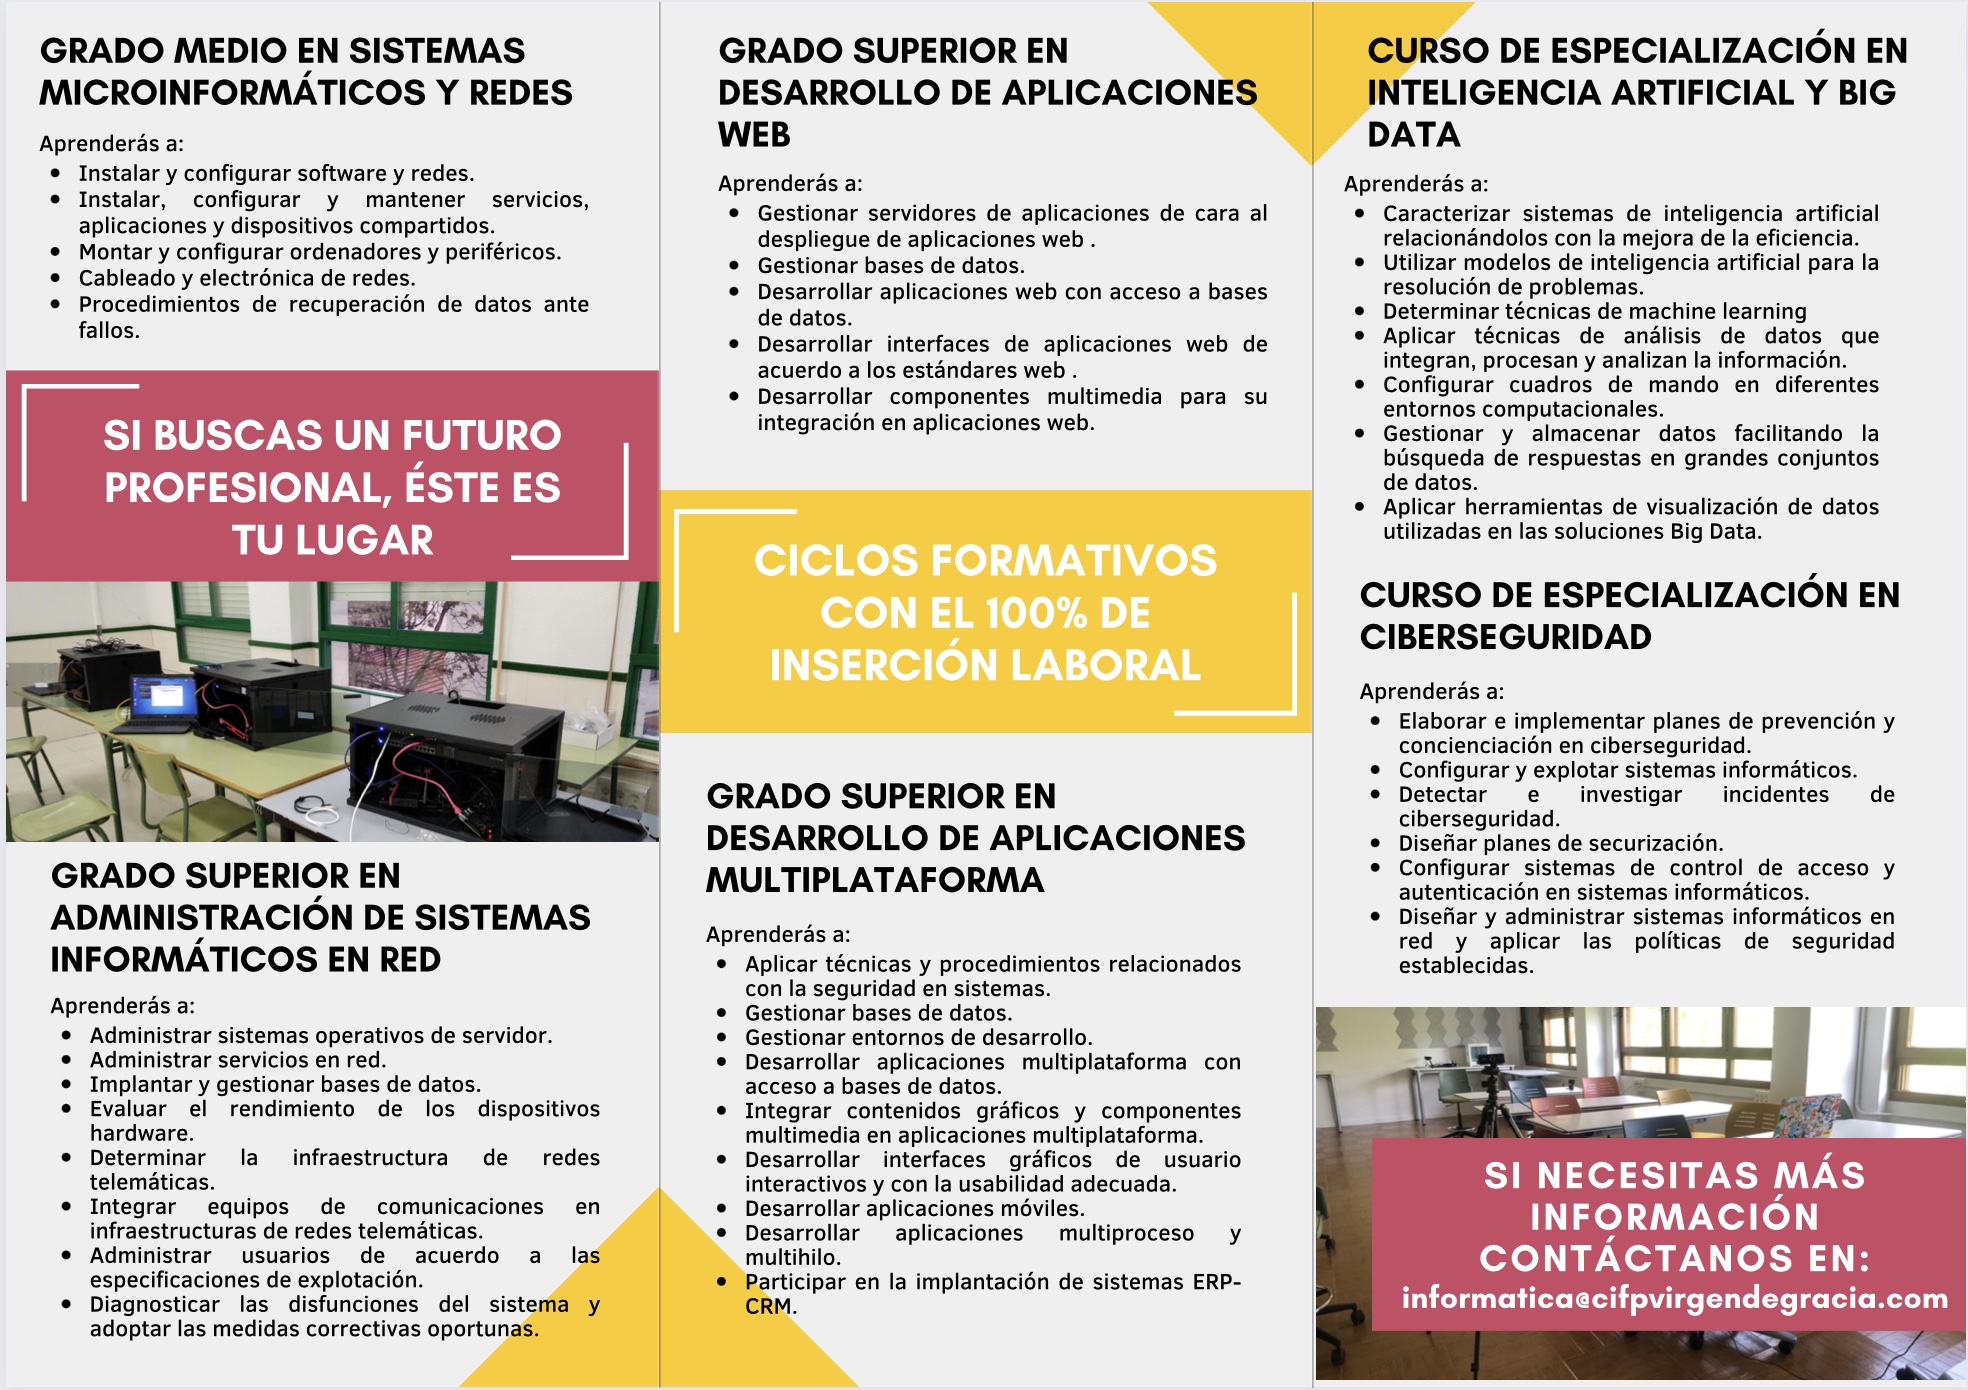 GRADO MEDIO EN SISTEMAS
MICROINFORMÁTICOS Y REDES
Aprenderás a:
• Instalar y configurar software y redes.
• Instalar, configurar y mantener servicios,
aplicaciones y dispositivos compartidos.
• Montar y configurar ordenadores y periféricos.
• Cableado y electrónica de redes.
• Procedimientos de recuperación de datos ante
fallos.
SI BUSCAS UN FUTURO
PROFESIONAL, ÉSTE ES
TU LUGAR
GRADO SUPERIOR EN
ADMINISTRACIÓN DE SISTEMAS
INFORMÁTICOS EN RED
Aprenderás a:
• Administrar sistemas operativos de servidor.
• Administrar servicios en red.
• Implantar y gestionar bases de datos.
• Evaluar el rendimiento de los dispositivos
hardware.
• Determinar la infraestructura de redes
telemáticas.
• Integrar equipos de comunicaciones en
infraestructuras de redes telemáticas.
• Administrar usuarios de acuerdo a las
especificaciones de explotación.
• Diagnosticar las disfunciones del sistema y
adoptar las medidas correctivas oportunas.
GRADO SUPERIOR EN
DESARROLLO DE APLICACIONES
WEB
Aprenderás a:
• Gestionar servidores de aplicaciones de cara al
despliegue de aplicaciones web .
• Gestionar bases de datos.
• Desarrollar aplicaciones web con acceso a bases
de datos.
• Desarrollar interfaces de aplicaciones web de
acuerdo a los estándares web .
• Desarrollar componentes multimedia para su
integración en aplicaciones web.
CICLOS FORMATIVOS
CON EL 100% DE
INSERCIÓN LABORAL
GRADO SUPERIOR EN
DESARROLLO DE APLICACIONES
MULTIPLATAFORMA
Aprenderás a:
• Aplicar técnicas y procedimientos relacionados
con la seguridad en sistemas.
• Gestionar bases de datos.
• Gestionar entornos de desarrollo.
• Desarrollar aplicaciones multiplataforma con
acceso a bases de datos.
• Integrar contenidos gráficos y componentes
multimedia en aplicaciones multiplataforma.
• Desarrollar interfaces gráficos de usuario
interactivos y con la usabilidad adecuada.
• Desarrollar aplicaciones móviles.
• Desarrollar aplicaciones multiproceso y
multihilo.
• Participar en la implantación de sistemas ERP-
CRM.
CURSO DE ESPECIALIZACIÓN EN
INTELIGENCIA ARTIFICIAL Y BIG
DATA
Aprenderás a:
• Caracterizar sistemas de inteligencia artificial
relacionándolos con la mejora de la eficiencia.
• Utilizar modelos de inteligencia artificial para la
resolución de problemas.
• Determinar técnicas de machine learning
• Aplicar técnicas de análisis de datos que
integran, procesan y analizan la información.
• Configurar cuadros de mando en diferentes
entornos computacionales.
• Gestionar y almacenar datos facilitando la
búsqueda de respuestas en grandes conjuntos
de datos.
• Aplicar herramientas de visualización de datos
utilizadas en las soluciones Big Data.
CURSO DE ESPECIALIZACIÓN EN
CIBERSEGURIDAD
Aprenderás a:
• Elaborar e implementar planes de prevención y
concienciación en ciberseguridad.
• Configurar y explotar sistemas informáticos.
• Detectar e investigar incidentes de
ciberseguridad.
• Diseñar planes de securización.
• Configurar sistemas de control de acceso y
autenticación en sistemas informáticos.
• Diseñar y administrar sistemas informáticos en
red y aplicar las políticas de seguridad
establecidas.
SI NECESITAS MÁS
INFORMACIÓN
CONTÁCTANOS EN:
informatica@cifpvirgendegracia.com